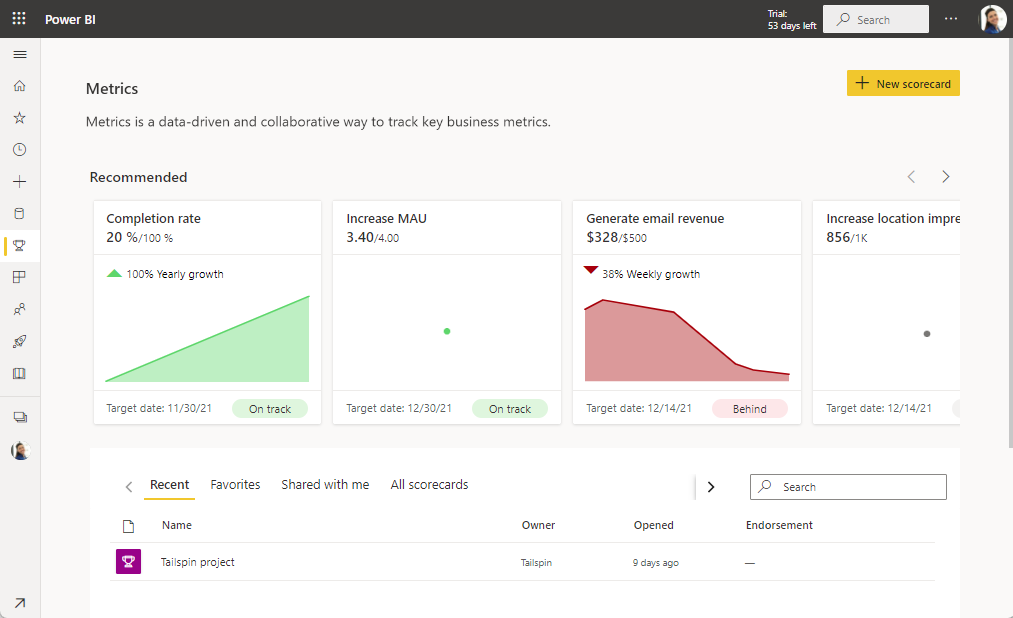 Power BI
Trial:
53 days left
Search
Metrics
New scorecard
Metrics is a data-driven and collaborative way to track key business metrics.
Recommended
Completion rate
20 %/100 %
100% Yearly growth
Target date: 11/30/21
On track
Increase MAU
3.40/4.00
Target date: 12/30/21
On track
Generate email revenue
$328/$500
38% Weekly growth
Target date: 12/14/21
Behind
Increase location impre
856/1K
Target date: 12/14/21
Recent
Favorites
Shared with me
All scorecards
Search
Name
Owner
Opened
Endorsement
Tailspin project
Tailspin
9 days ago
—